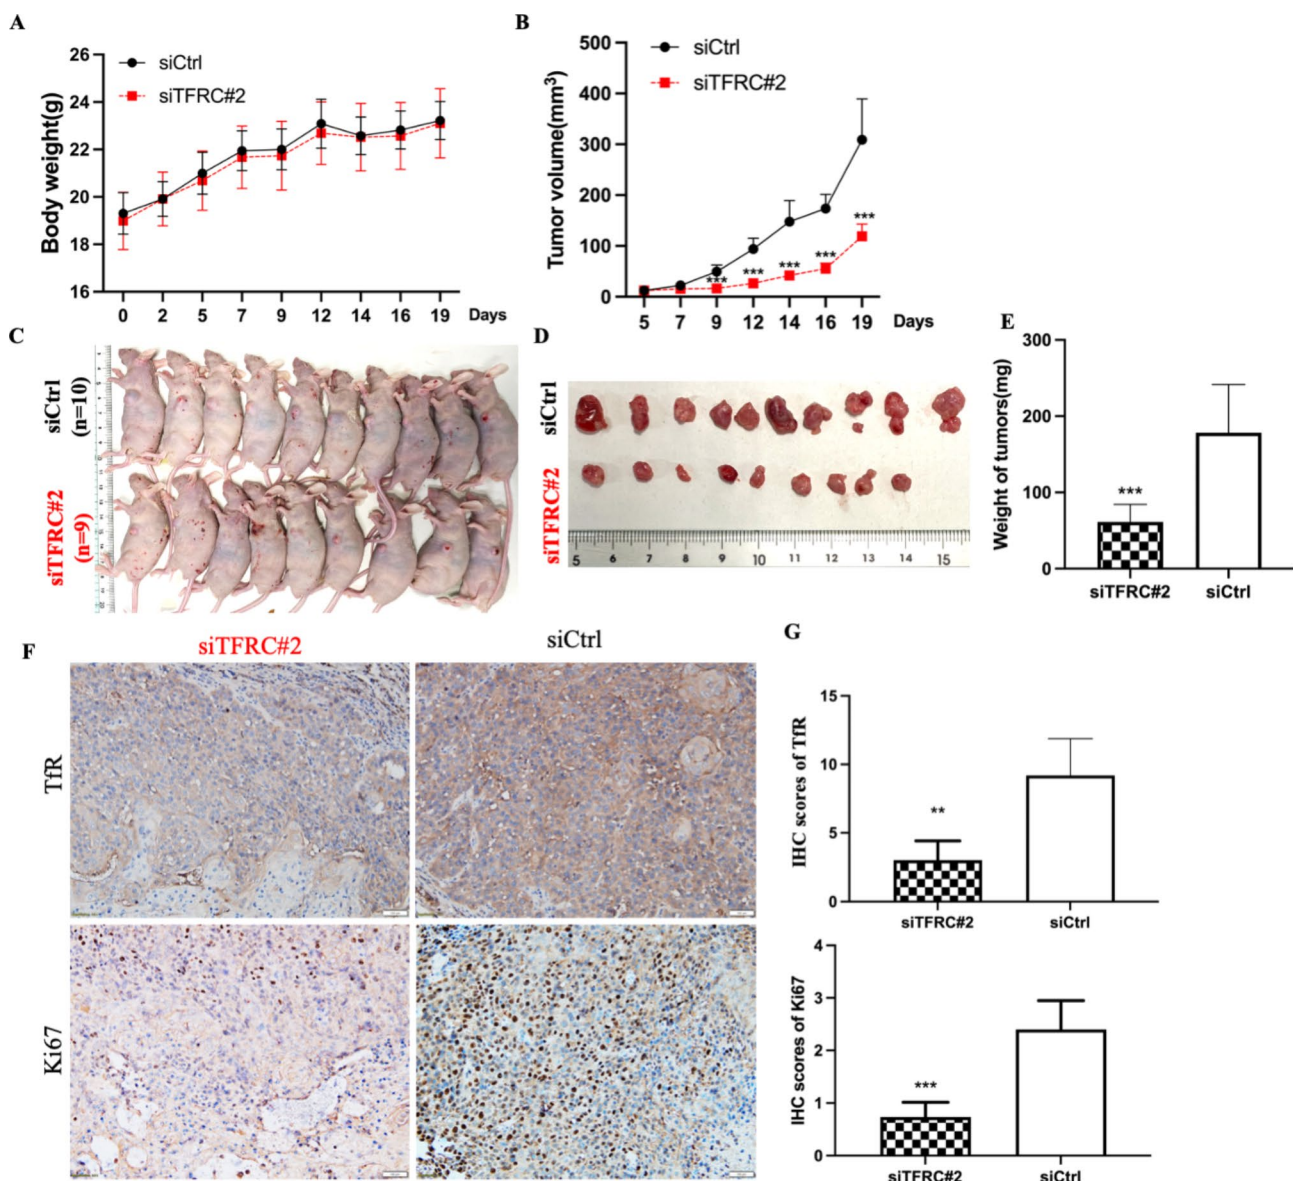 A
Body weight(g)
26
24
22
20
18
16
siCtrl
siTFRC#2
0 2 5 7 9 12 14 16 19 Days
B
Tumor volume(mm³)
500
400
300
200
100
0
siCtrl
siTFRC#2
*** *** *** *** ***
5 7 9 12 14 16 19 Days
C
siCtrl
(n=10)
siTFRC#2
(n=9)
D
siCtrl
siTFRC#2
5 6 7 8 9 10 11 12 13 14 15
E
Weight of tumors(mg)
300
200
100
0
***
siTFRC#2 siCtrl
F
siTFRC#2 siCtrl
TfR
Ki67
G
IHC scores of TfR
15
10
5
0
**
siTFRC#2 siCtrl
IHC scores of Ki67
4
3
2
1
0
***
siTFRC#2 siCtrl